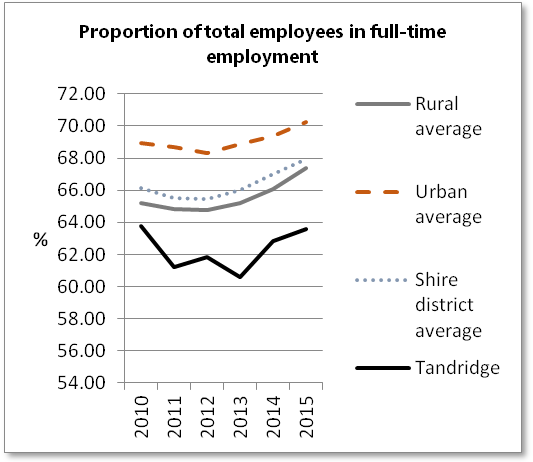 Proportion of total employees in full-time
employment
72.00
70.00
68.00
66.00
64.00
62.00
60.00
58.00
56.00
54.00
%
2010
2011
2012
2013
2014
2015
Rural
average
Urban
average
Shire
district
average
Tandridge